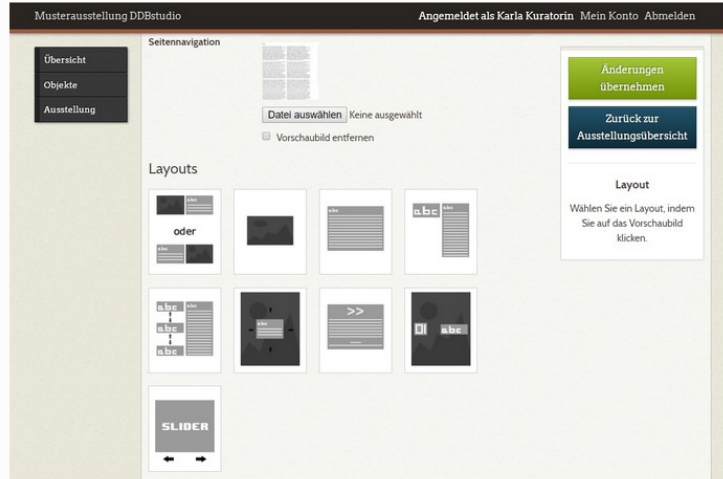 Musterausstellung DDBstudio
Angemeldet als Karla Kuratorin Mein Konto Abmelden
Übersicht
Objekte
Ausstellung
Seitennavigation
Datei auswählen Keine ausgewählt
Vorschaubild entfernen
Layouts
abc
oder
abc
abc
abc abc
abc abc
abc
abc
abc
>>
01 abc
SLIDER
Änderungen
übernehmen
Zurück zur
Ausstellungsübersicht
Layout
Wählen Sie ein Layout, indem
Sie auf das Vorschaubild
klicken.